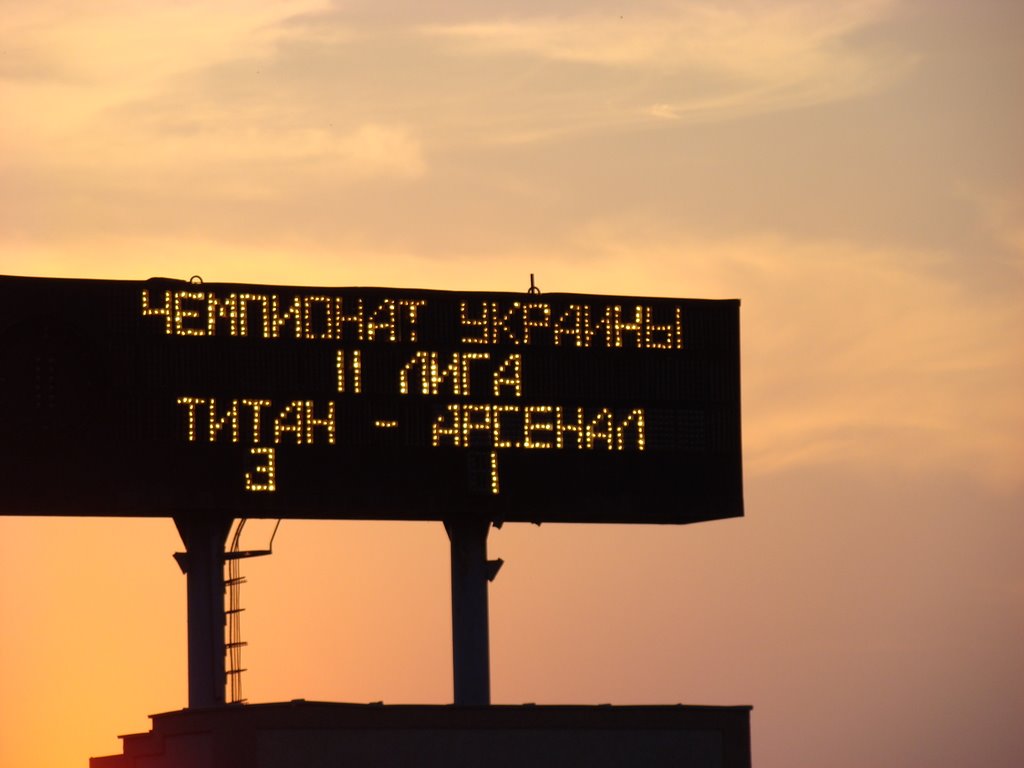 ЧЕМПИОНАТ УКРАИНЫ
II ЛИГА
ТИТАН - АРСЕНАЛ
3 1